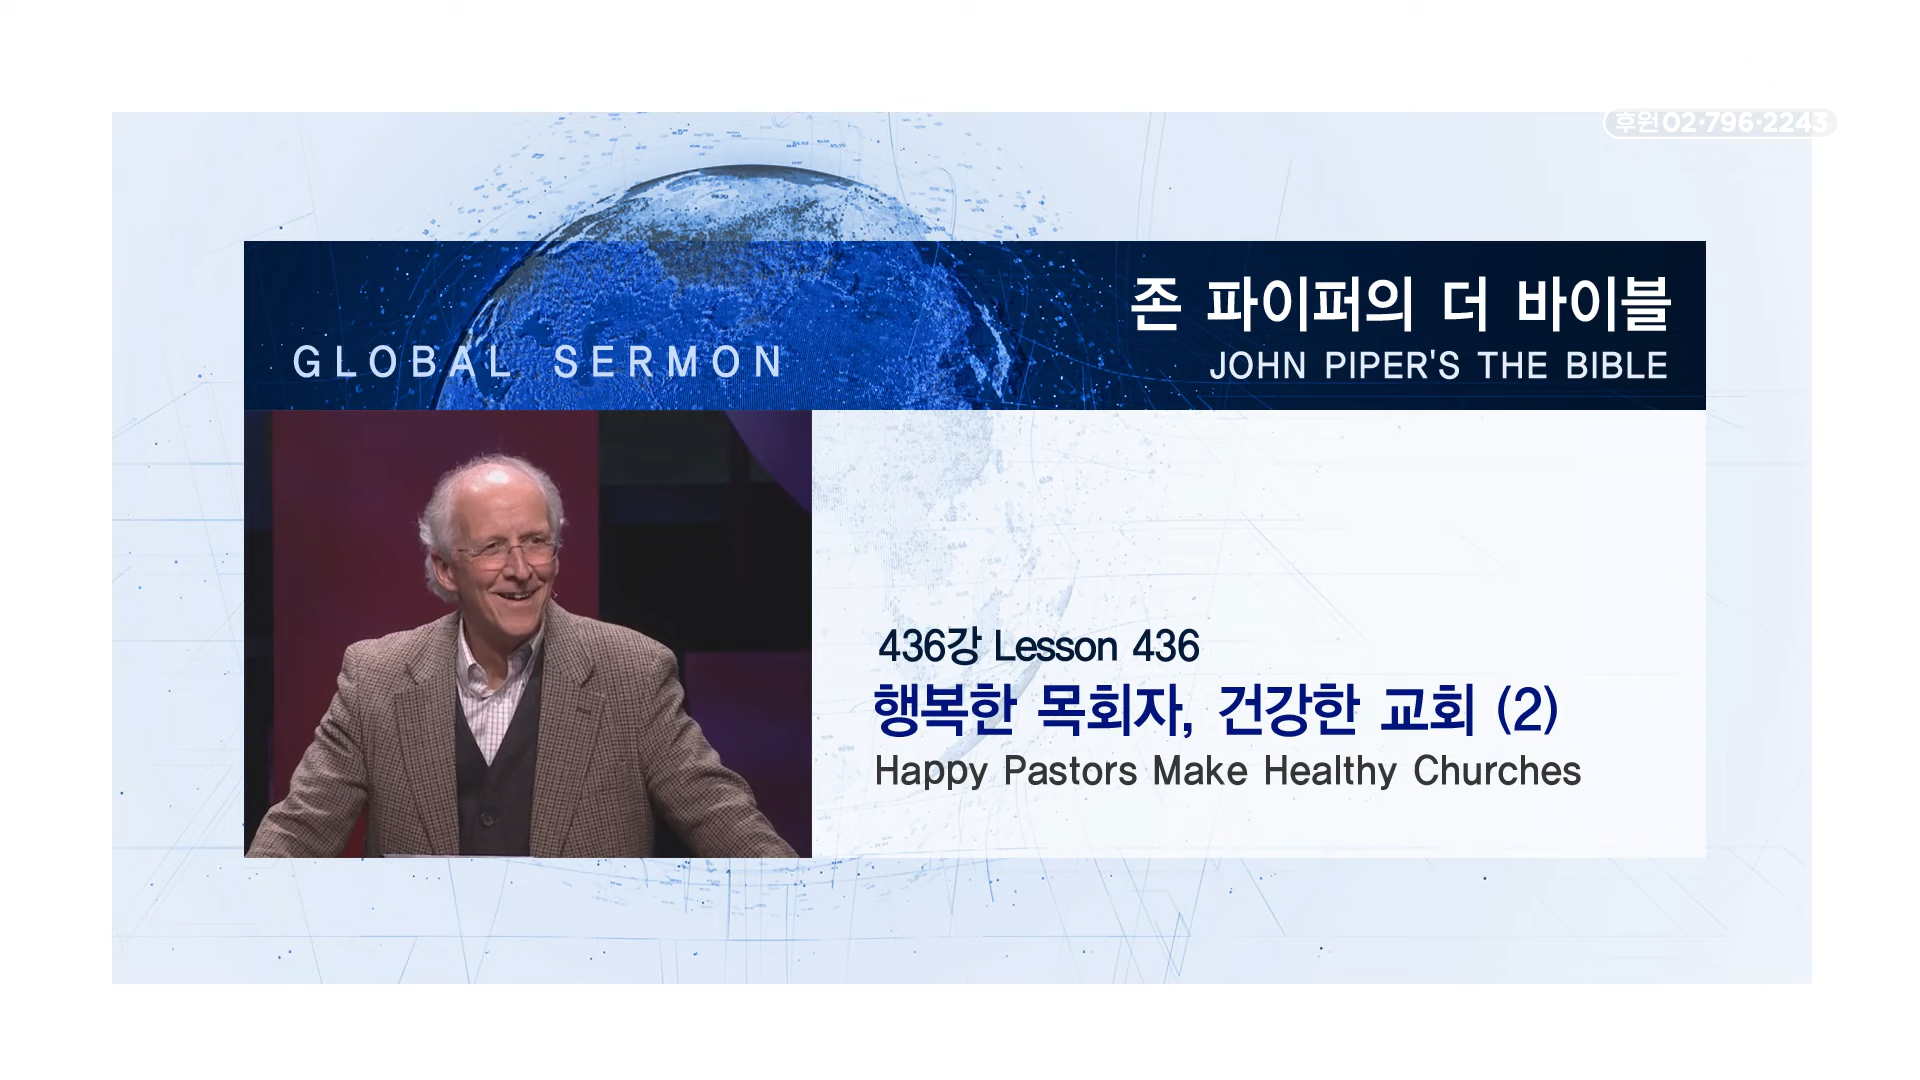 후원 02·796·2243
존 파이퍼의 더 바이블
GLOBAL SERMON
JOHN PIPER'S THE BIBLE
436강 Lesson 436
행복한 목회자, 건강한 교회 (2)
Happy Pastors Make Healthy Churches